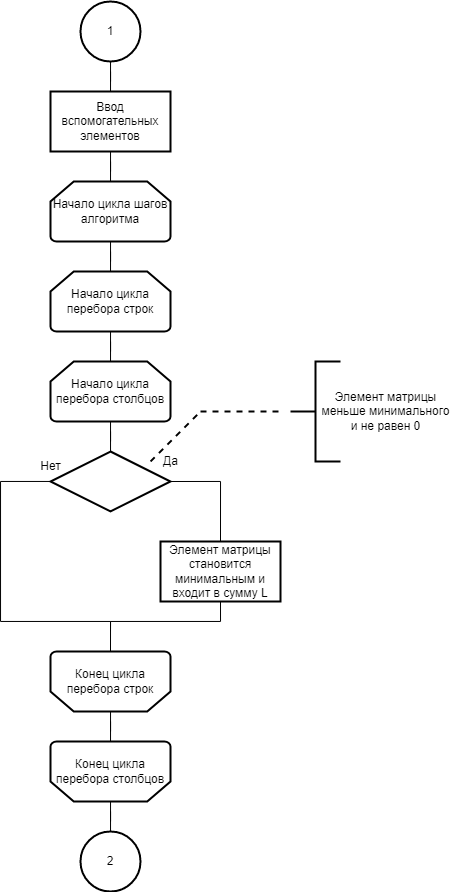 1
Ввод
вспомогательных
элементов
Начало цикла шагов
алгоритма
Начало цикла
перебора строк
Начало цикла
перебора столбцов
Элемент матрицы
меньше минимального
и не равен 0
Нет
Да
Элемент матрицы
становится
минимальным и
входит в сумму L
Конец цикла
перебора строк
Конец цикла
перебора столбцов
2